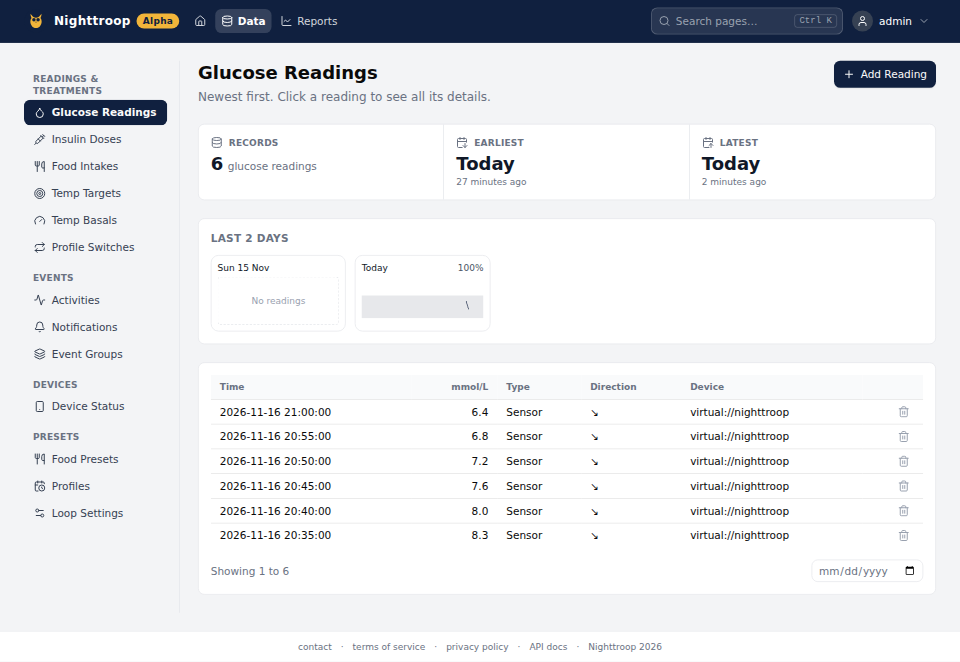 Nighttroop Alpha Data Reports Search pages... Ctrl K admin
READINGS &
TREATMENTS
Glucose Readings
Insulin Doses
Food Intakes
Temp Targets
Temp Basals
Profile Switches
EVENTS
Activities
Notifications
Event Groups
DEVICES
Device Status
PRESETS
Food Presets
Profiles
Loop Settings
Glucose Readings
Newest first. Click a reading to see all its details.
Add Reading
RECORDS
6 glucose readings
EARLIEST
Today
27 minutes ago
LATEST
Today
2 minutes ago
LAST 2 DAYS
Sun 15 Nov
No readings
Today 100%
Time mmol/L Type Direction Device
2026-11-16 21:00:00 6.4 Sensor ↘ virtual://nighttroop
2026-11-16 20:55:00 6.8 Sensor ↘ virtual://nighttroop
2026-11-16 20:50:00 7.2 Sensor ↘ virtual://nighttroop
2026-11-16 20:45:00 7.6 Sensor ↘ virtual://nighttroop
2026-11-16 20:40:00 8.0 Sensor ↘ virtual://nighttroop
2026-11-16 20:35:00 8.3 Sensor ↘ virtual://nighttroop
Showing 1 to 6
mm/dd/yyyy
contact · terms of service · privacy policy · API docs · Nighttroop 2026